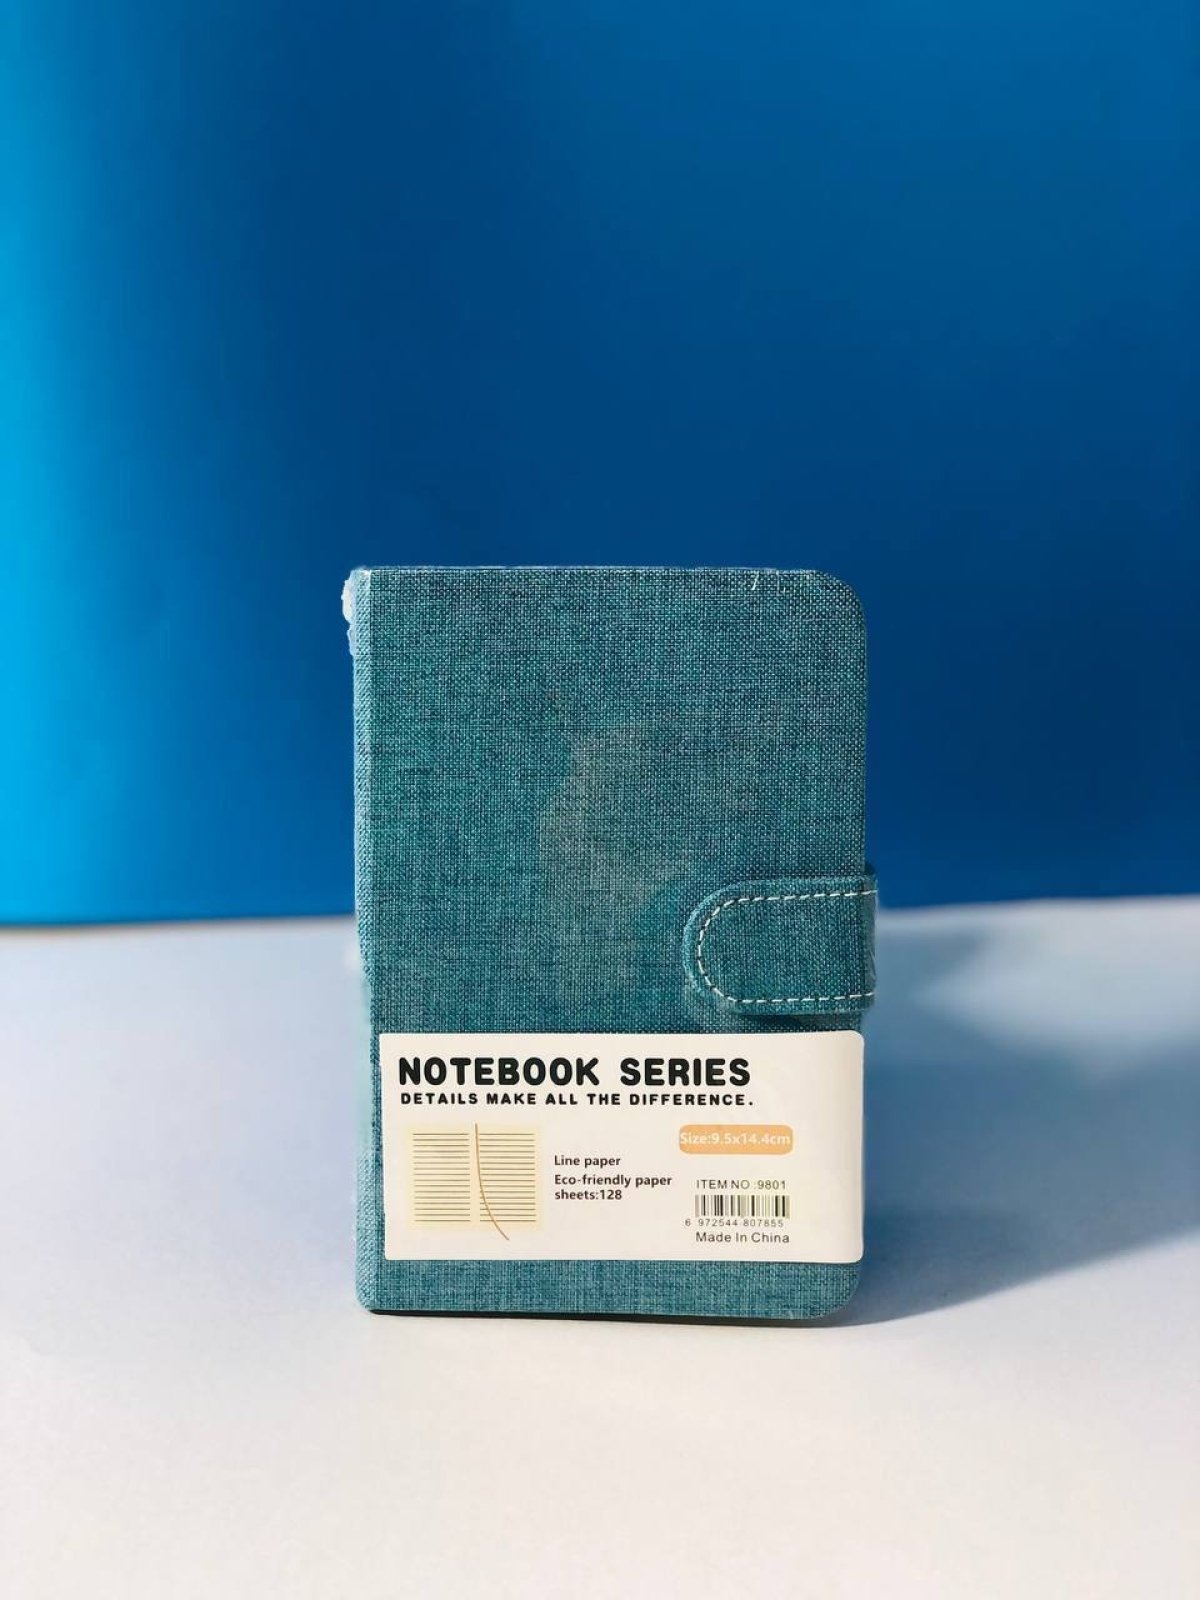 NOTEBOOK SERIES
DETAILS MAKE ALL THE DIFFERENCE.
Size:9.5x14.4cm
Line paper
Eco-friendly paper
sheets:128
ITEM NO :9801
6 972544 807855
Made In China